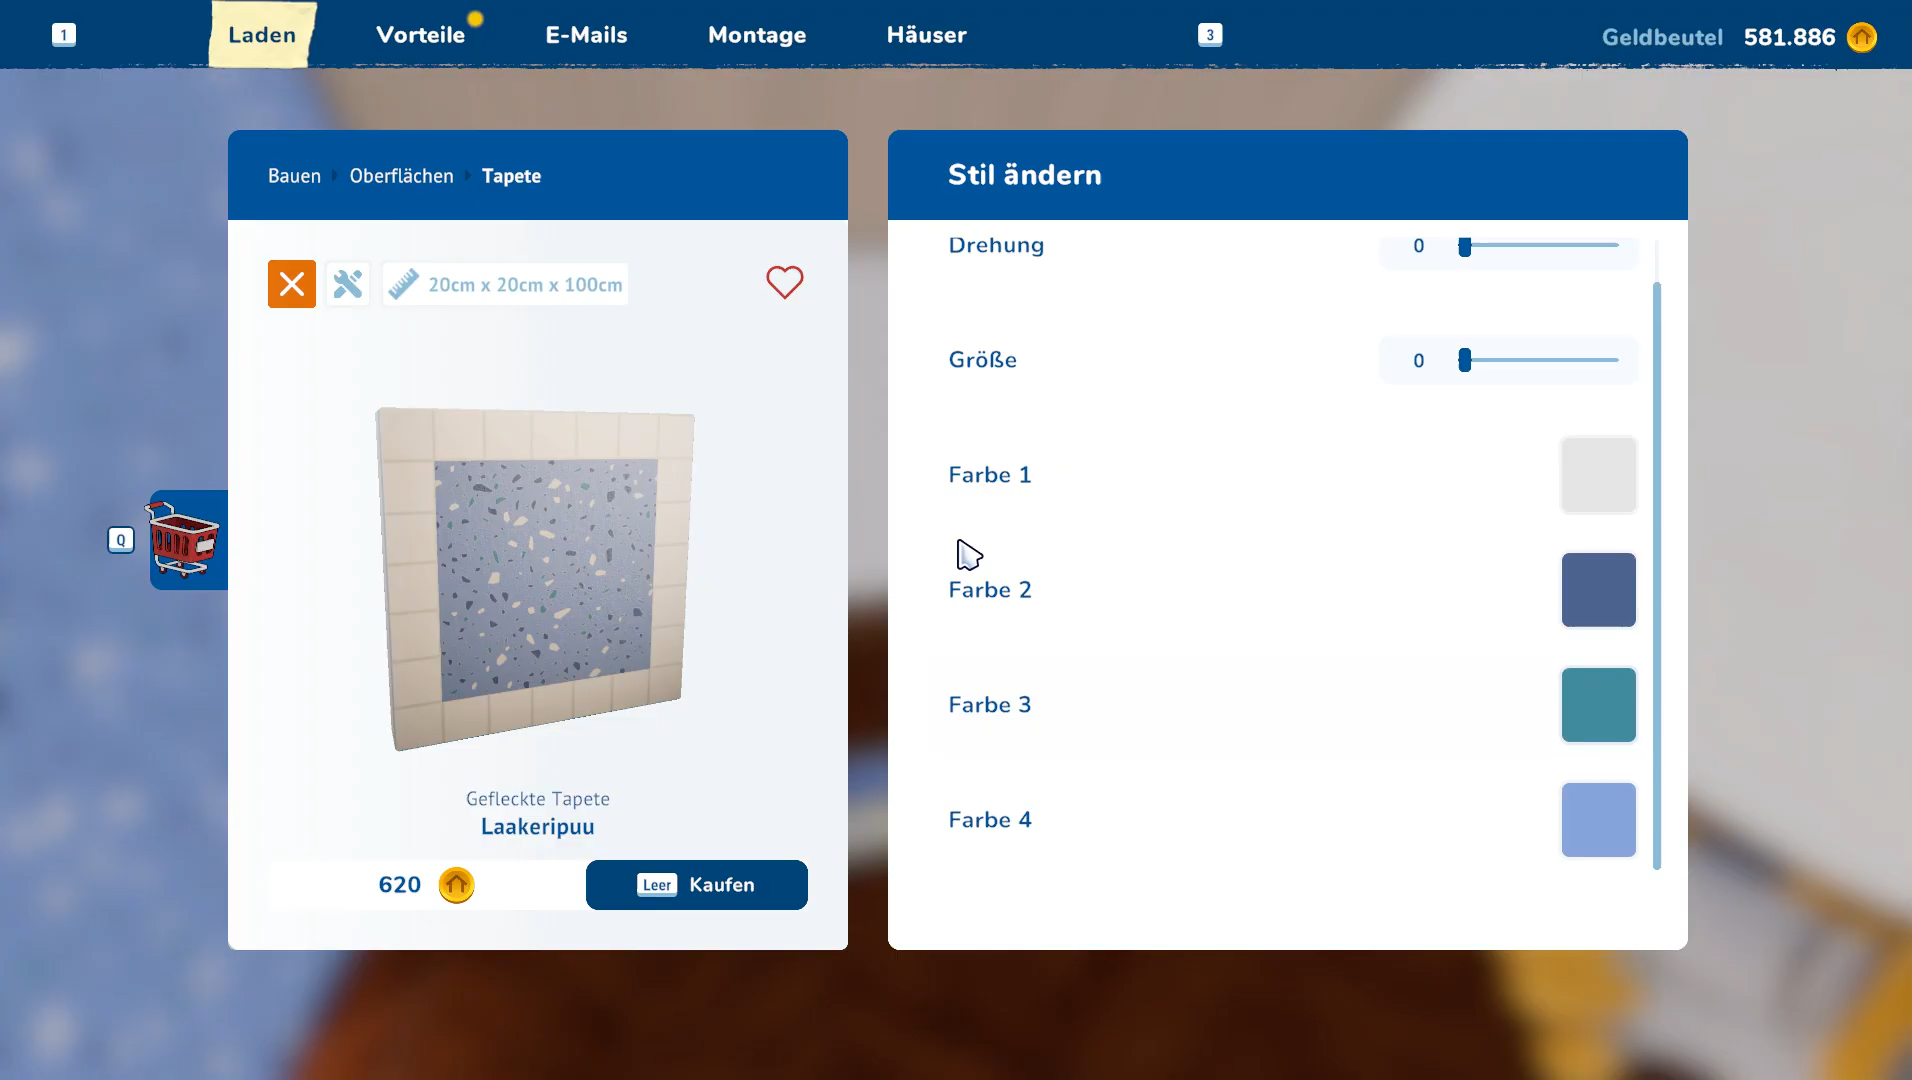 1 Laden Vorteile E-Mails Montage Häuser 3 Geldbeutel 581.886
Bauen Oberflächen Tapete
20cm x 20cm x 100cm
Q
Gefleckte Tapete
Laakeripuu
620 Leer Kaufen
Stil ändern
Drehung 0
Größe 0
Farbe 1
Farbe 2
Farbe 3
Farbe 4